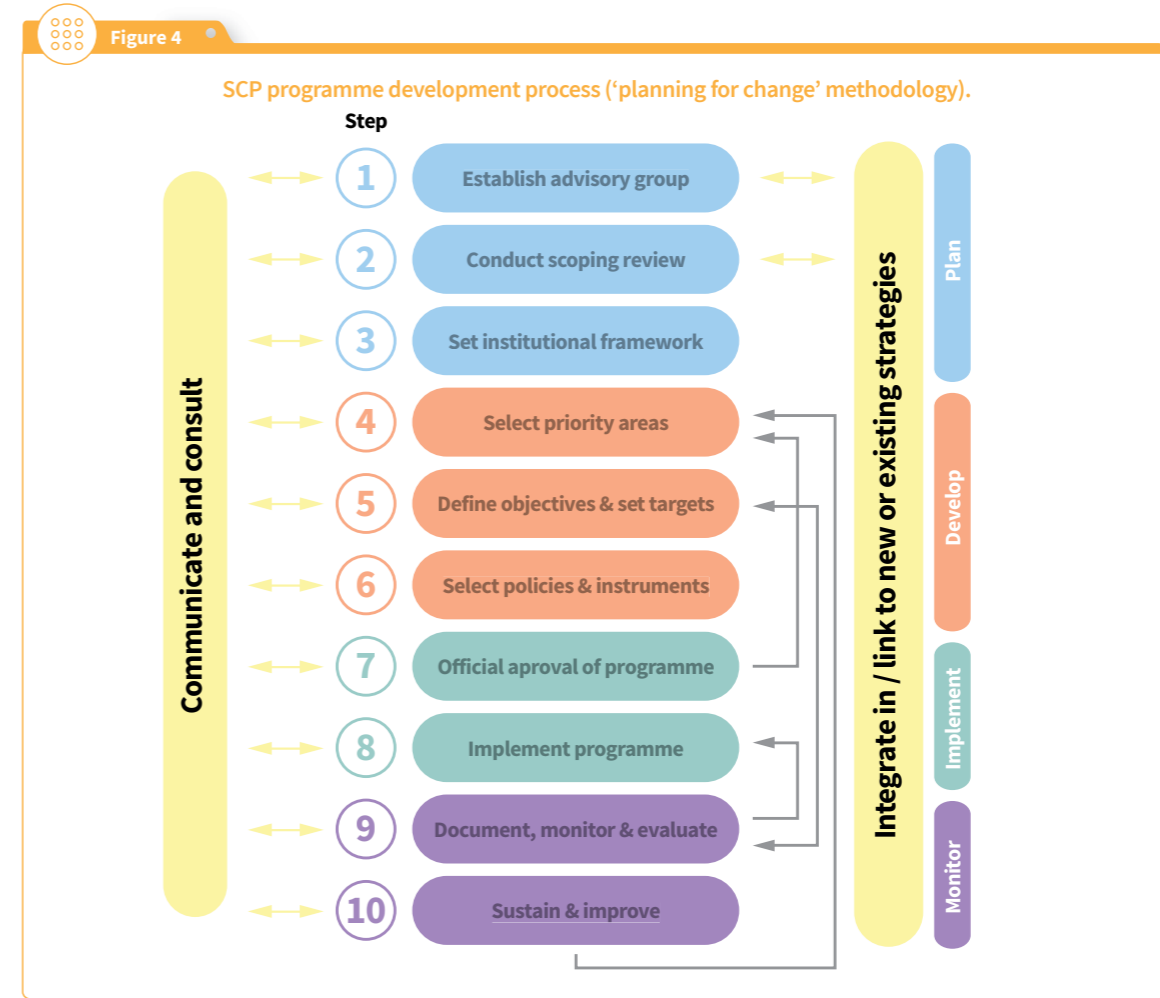 Figure 4
SCP programme development process (‘planning for change’ methodology).
Step
1
Establish advisory group
2
Conduct scoping review
3
Set institutional framework
4
Select priority areas
5
Define objectives & set targets
6
Select policies & instruments
7
Official aproval of programme
8
Implement programme
9
Document, monitor & evaluate
10
Sustain & improve
Communicate and consult
Integrate in / link to new or existing strategies
Plan
Develop
Implement
Monitor